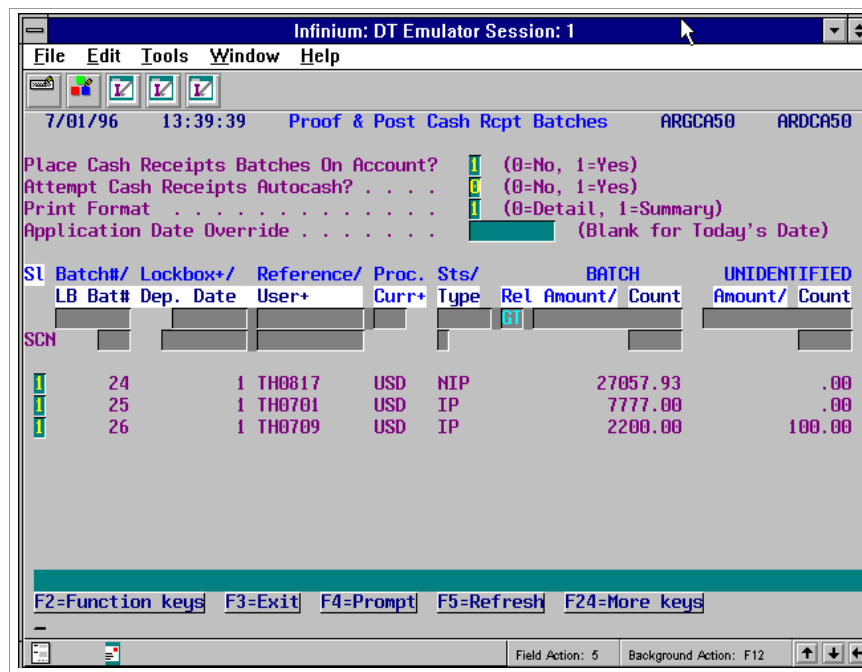 Infinium: DT Emulator Session: 1
File Edit Tools Window Help
7/01/96 13:39:39 Proof & Post Cash Rcpt Batches ARGCA50 ARDCA50
Place Cash Receipts Batches On Account? 1 (0=No, 1=Yes)
Attempt Cash Receipts Autocash? . . . . 0 (0=No, 1=Yes)
Print Format . . . . . . . . . . . . . 1 (0=Detail, 1=Summary)
Application Date Override . . . . . . . (Blank for Today's Date)
Sl Batch#/ Lockbox+/ Reference/ Proc. Sts/ BATCH UNIDENTIFIED
LB Bat# Dep. Date User+ Curr+ Type Rel Amount/ Count Amount/ Count
GT
SCN
1 24 1 TH0817 USD NIP 27057.93 .00
1 25 1 TH0701 USD IP 7777.00 .00
1 26 1 TH0709 USD IP 2200.00 100.00
F2=Function keys F3=Exit F4=Prompt F5=Refresh F24=More keys
Field Action: 5 Background Action: F12